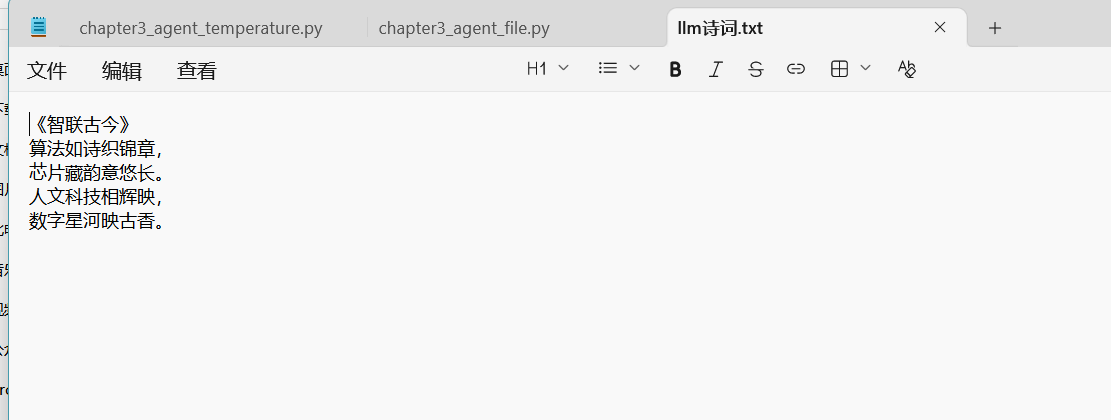 chapter3_agent_temperature.py
chapter3_agent_file.py
llm诗词.txt
文件
编辑
查看
H1
B
I
S
《智联古今》
算法如诗织锦章，
芯片藏韵意悠长。
人文科技相辉映，
数字星河映古香。